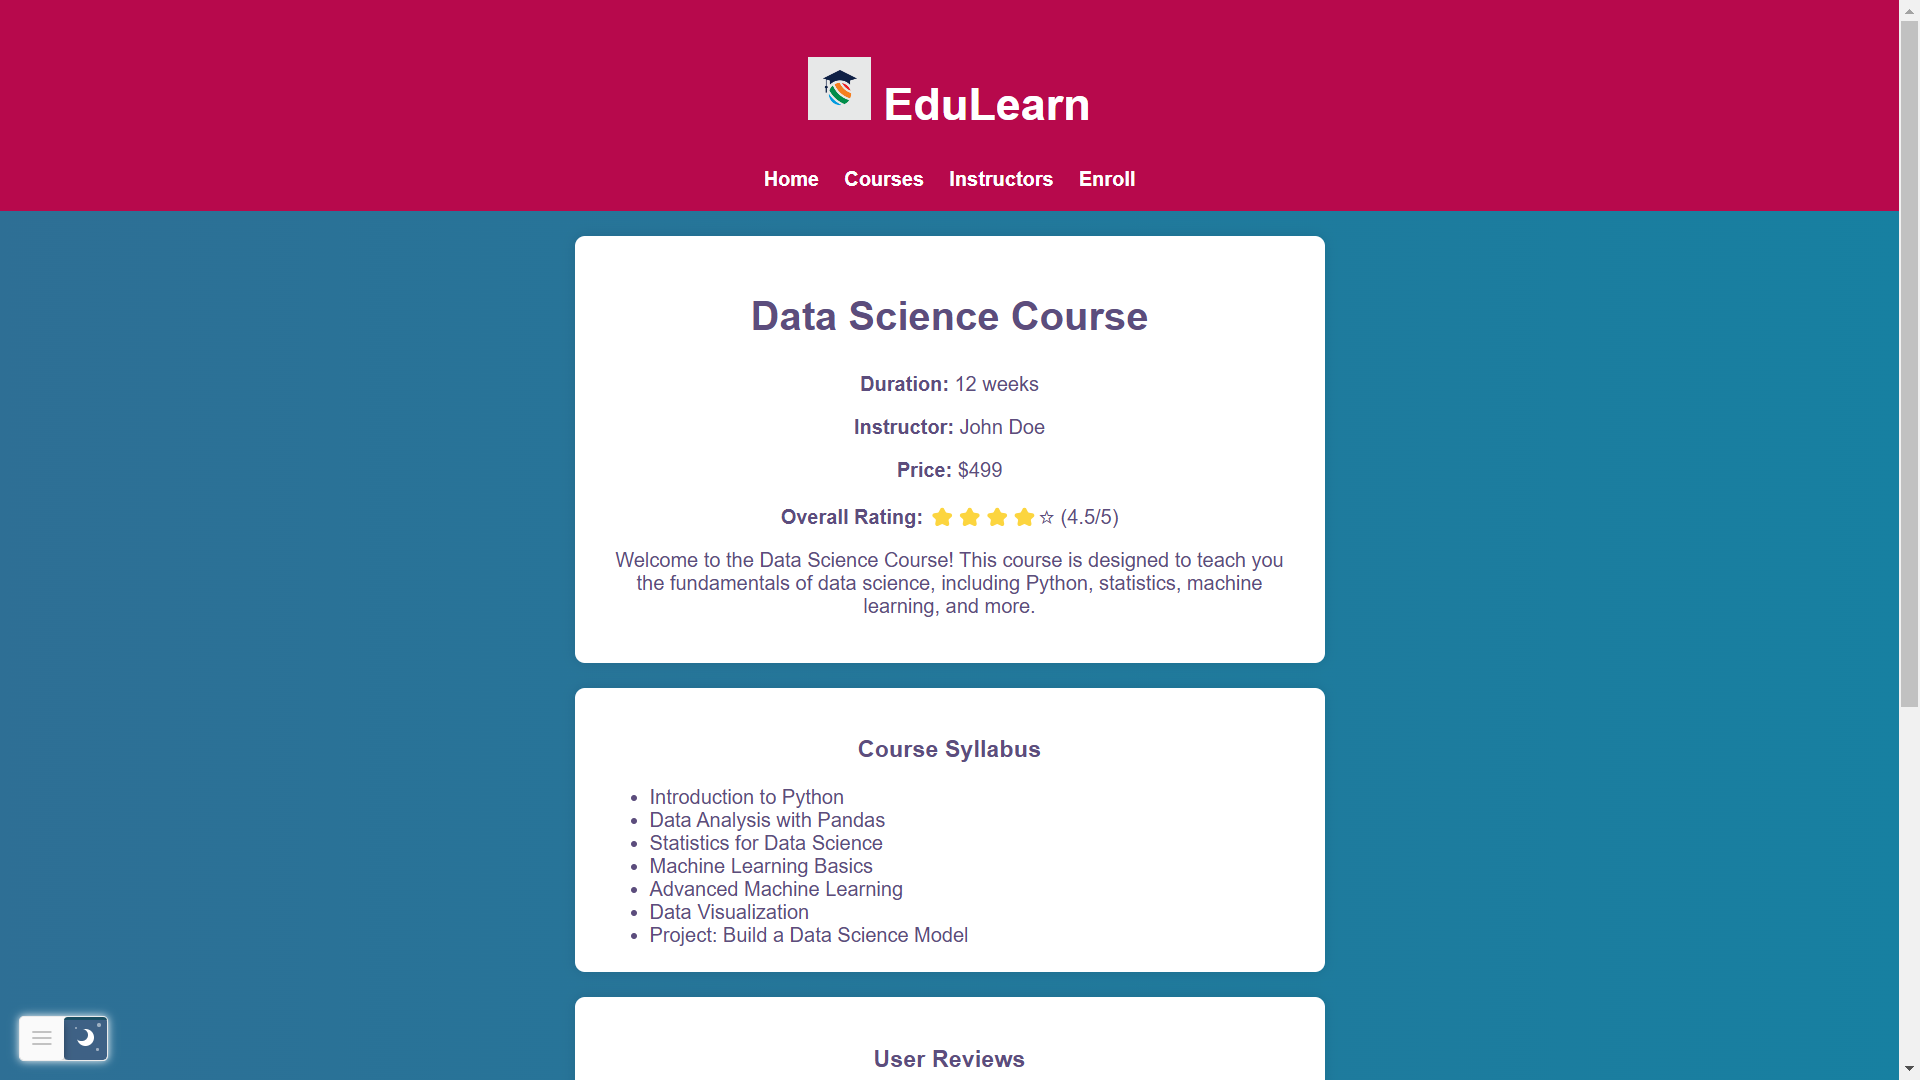 EduLearn
Home Courses Instructors Enroll
Data Science Course
Duration: 12 weeks
Instructor: John Doe
Price: $499
Overall Rating: ⭐⭐⭐⭐☆ (4.5/5)
Welcome to the Data Science Course! This course is designed to teach you
the fundamentals of data science, including Python, statistics, machine
learning, and more.
Course Syllabus
• Introduction to Python
• Data Analysis with Pandas
• Statistics for Data Science
• Machine Learning Basics
• Advanced Machine Learning
• Data Visualization
• Project: Build a Data Science Model
User Reviews